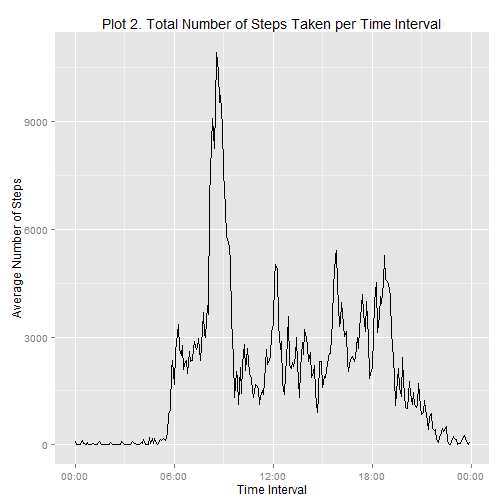 Plot 2. Total Number of Steps Taken per Time Interval
Average Number of Steps
9000
6000
3000
0
00:00 06:00 12:00 18:00 00:00
Time Interval